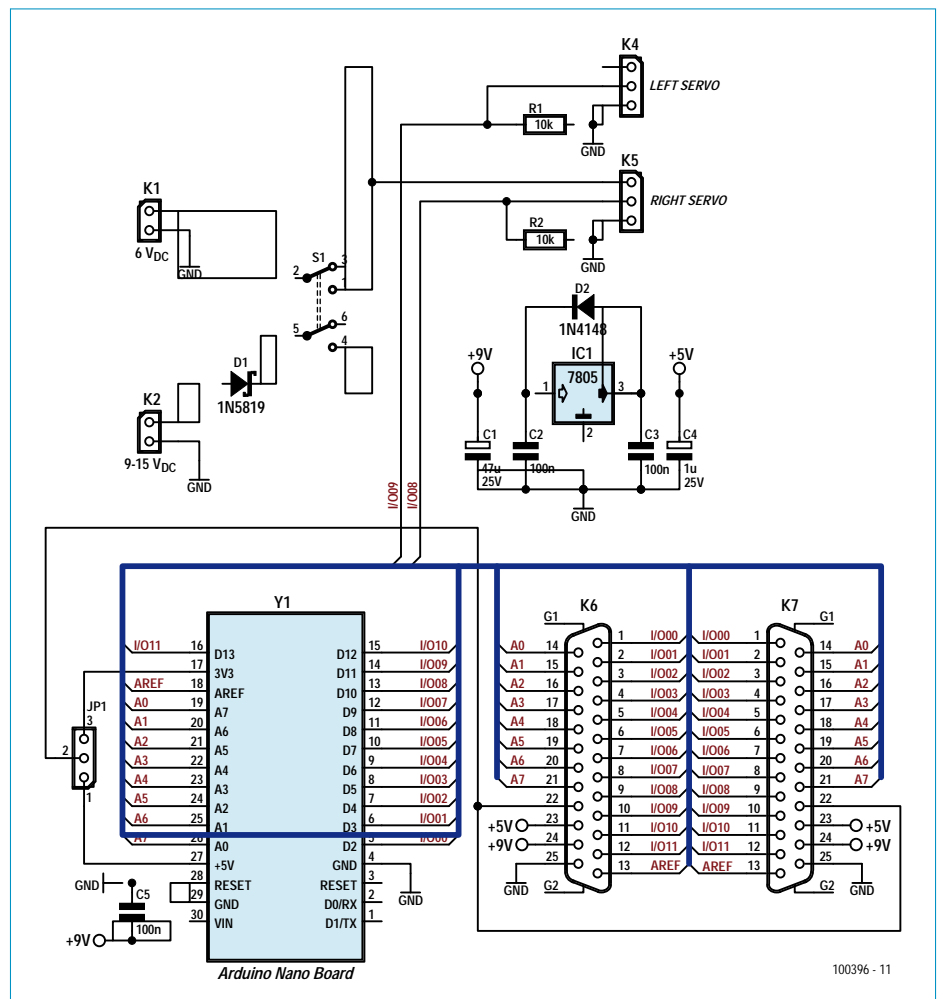 K4
LEFT SERVO
R1
10k
GND
K5
RIGHT SERVO
R2
10k
GND
K1
6 VDC
GND
S1
2
3
1
5
6
4
D1
1N5819
K2
9-15 VDC
GND
D2
1N4148
+9V
IC1
+5V
7805
1
3
2
C1
47u
25V
C2
100n
C3
100n
C4
1u
25V
GND
I/O09
I/O08
Y1
I/O11 16 D13
17 3V3
AREF 18 AREF
A0 19 A7
A1 20 A6
A2 21 A5
A3 22 A4
A4 23 A3
A5 24 A2
A6 25 A1
A7 26 A0
27 +5V
28 RESET
29 GND
30 VIN
D12 15 I/O10
D11 14 I/O09
D10 13 I/O08
D9 12 I/O07
D8 11 I/O06
D7 10 I/O05
D6 9 I/O04
D5 8 I/O03
D4 7 I/O02
D3 6 I/O01
D2 5 I/O00
GND 4
RESET 3
D0/RX 2
D1/TX 1
GND
Arduino Nano Board
JP1
3
2
1
GND
C5
100n
+9V
K6
G1
A0 14
A1 15
A2 16
A3 17
A4 18
A5 19
A6 20
A7 21
22
+5V 23
+9V 24
25
GND
G2
1 I/O00
2 I/O01
3 I/O02
4 I/O03
5 I/O04
6 I/O05
7 I/O06
8 I/O07
9 I/O08
10 I/O09
11 I/O10
12 I/O11
13 AREF
K7
G1
I/O00 1
I/O01 2
I/O02 3
I/O03 4
I/O04 5
I/O05 6
I/O06 7
I/O07 8
I/O08 9
I/O09 10
I/O10 11
I/O11 12
AREF 13
14 A0
15 A1
16 A2
17 A3
18 A4
19 A5
20 A6
21 A7
22
23 +5V
24 +9V
25
GND
G2
100396 - 11